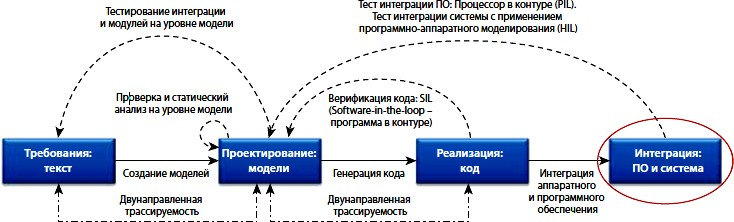 Тестирование интеграции
и модулей на уровне модели
Тест интеграции ПО: Процессор в контуре (PIL).
Тест интеграции системы с применением
программно-аппаратного моделирования (HIL)
Прверка и статический
анализ на уровне модели
Верификация кода: SIL
(Software-in-the-loop –
программа в контуре)
Требования:
текст
Создание моделей
Проектирование:
модели
Генерация кода
Реализация:
код
Интеграция
аппаратного
и программного
обеспечения
Интеграция:
ПО и система
Двунаправленная
трассируемость
Двунаправленная
трассируемость